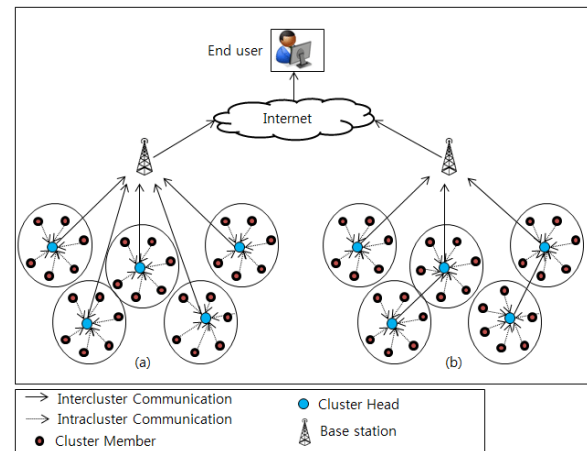 End user
Internet
(a)
(b)
Intercluster Communication
Intracluster Communication
Cluster Member
Cluster Head
Base station